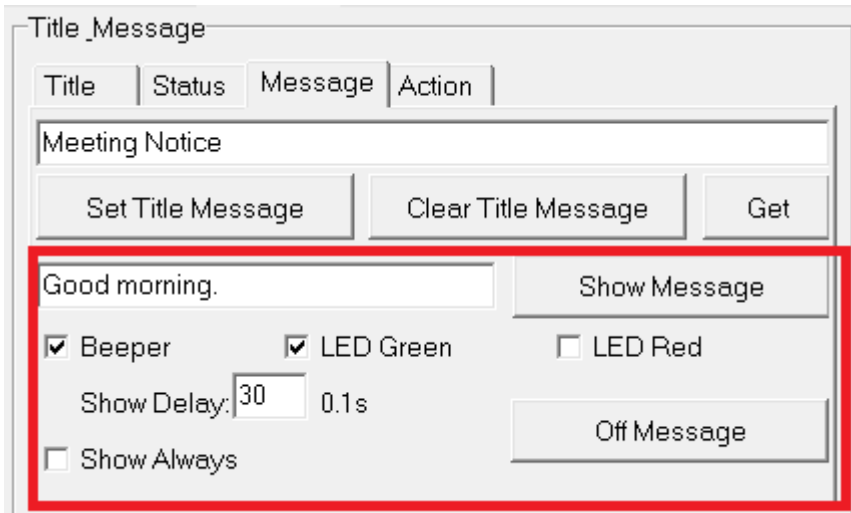 Title_Message
Title Status Message Action
Meeting Notice
Set Title Message Clear Title Message Get
Good morning. Show Message
Beeper LED Green LED Red
Show Delay: 30 0.1s
Off Message
Show Always